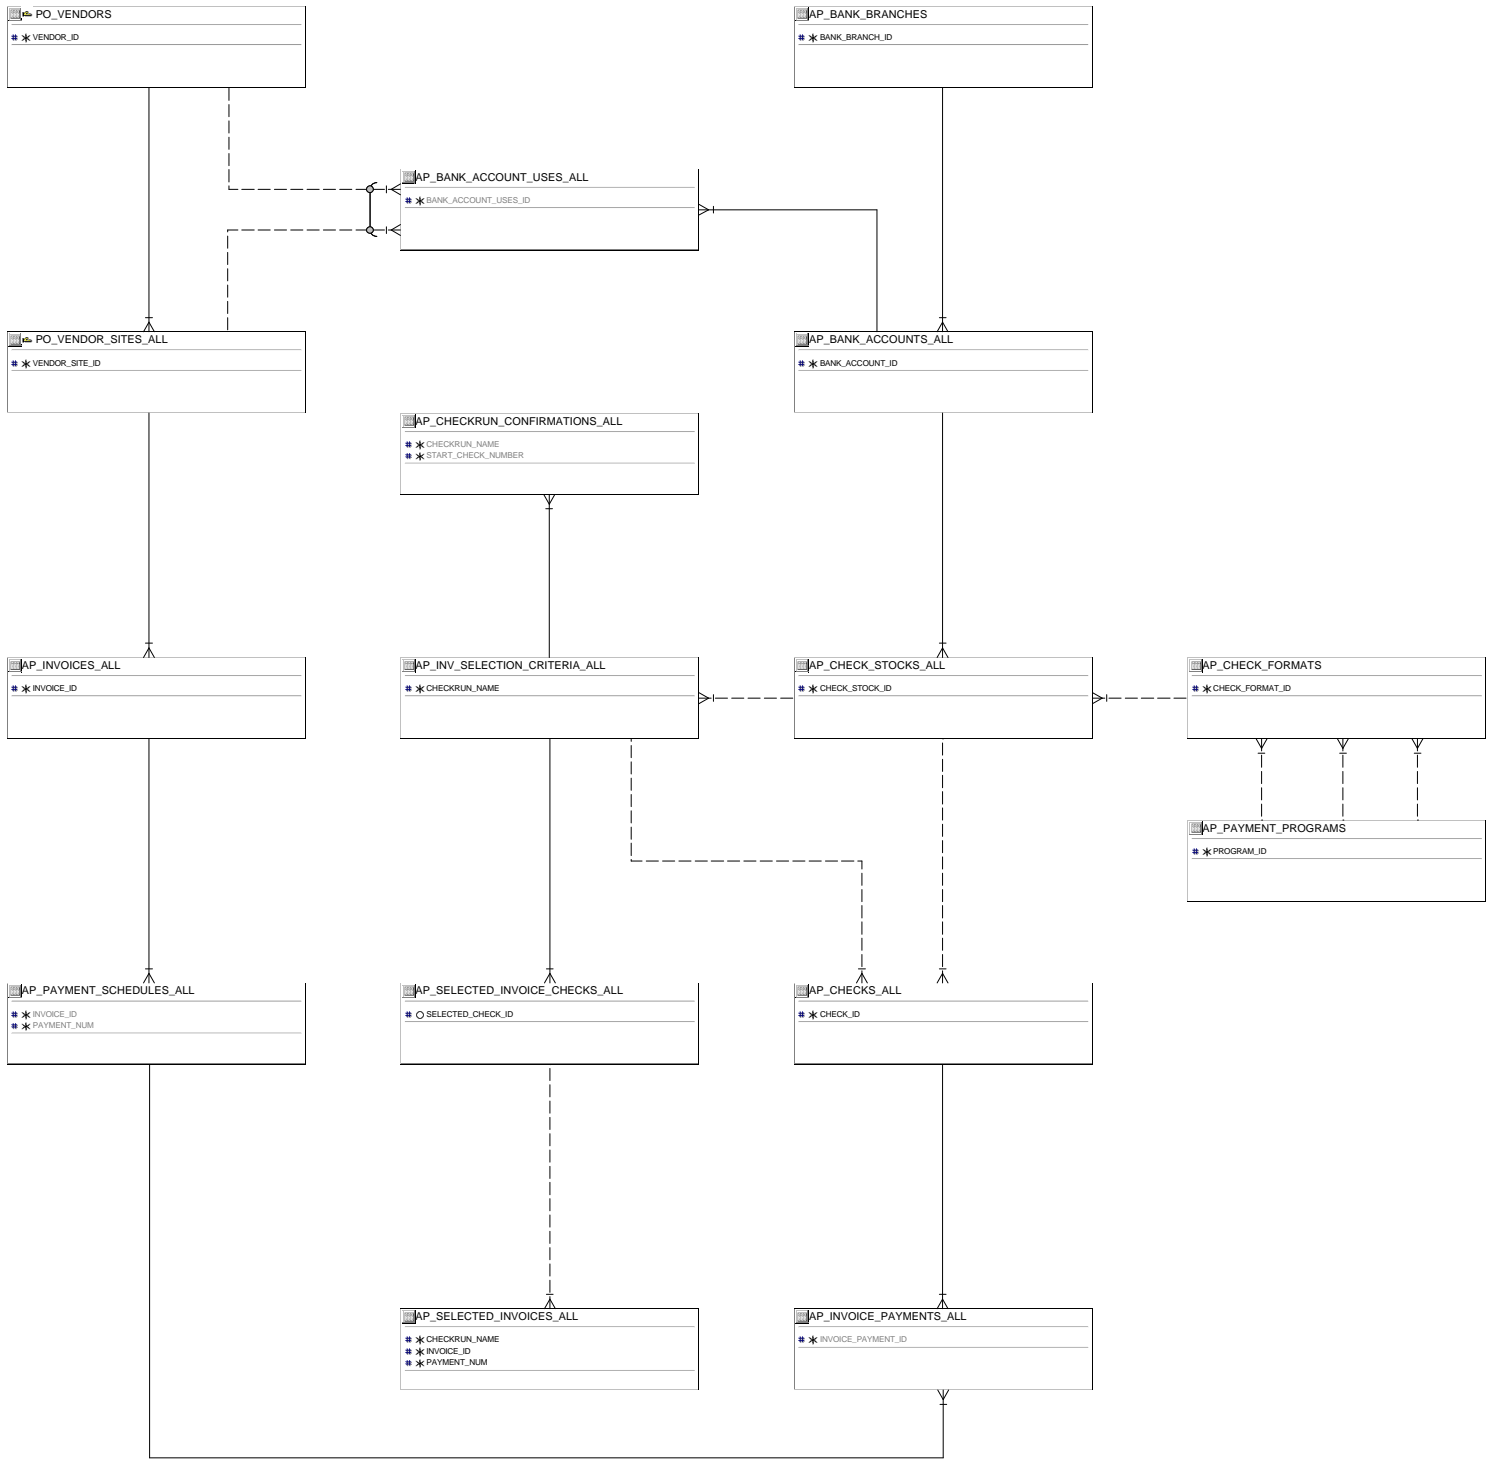 PO_VENDORS
# * VENDOR_ID
AP_BANK_BRANCHES
# * BANK_BRANCH_ID
AP_BANK_ACCOUNT_USES_ALL
# * BANK_ACCOUNT_USES_ID
PO_VENDOR_SITES_ALL
# * VENDOR_SITE_ID
AP_BANK_ACCOUNTS_ALL
# * BANK_ACCOUNT_ID
AP_CHECKRUN_CONFIRMATIONS_ALL
# * CHECKRUN_NAME
# * START_CHECK_NUMBER
AP_INVOICES_ALL
# * INVOICE_ID
AP_INV_SELECTION_CRITERIA_ALL
# * CHECKRUN_NAME
AP_CHECK_STOCKS_ALL
# * CHECK_STOCK_ID
AP_CHECK_FORMATS
# * CHECK_FORMAT_ID
AP_PAYMENT_PROGRAMS
# * PROGRAM_ID
AP_PAYMENT_SCHEDULES_ALL
# * INVOICE_ID
# * PAYMENT_NUM
AP_SELECTED_INVOICE_CHECKS_ALL
# O SELECTED_CHECK_ID
AP_CHECKS_ALL
# * CHECK_ID
AP_SELECTED_INVOICES_ALL
# * CHECKRUN_NAME
# * INVOICE_ID
# * PAYMENT_NUM
AP_INVOICE_PAYMENTS_ALL
# * INVOICE_PAYMENT_ID